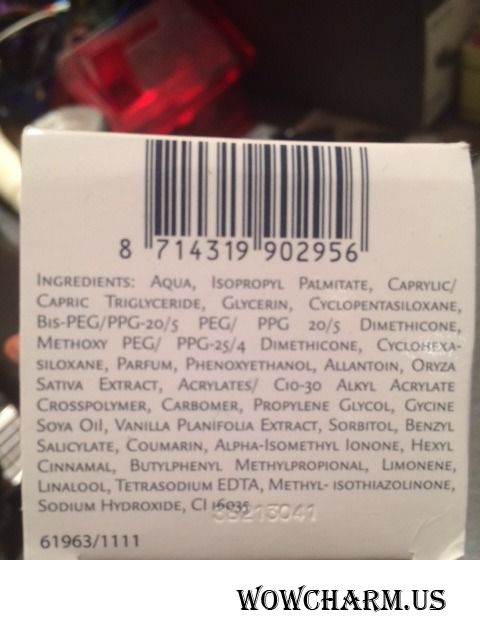 8 714319 902956
Ingredients: Aqua, Isopropyl Palmitate, Caprylic/
Capric Triglyceride, Glycerin, Cyclopentasiloxane,
Bis-PEG/PPG-20/5 PEG/ PPG 20/5 Dimethicone,
Methoxy PEG/ PPG-25/4 Dimethicone, Cyclohexa-
siloxane, Parfum, Phenoxyethanol, Allantoin, Oryza
Sativa Extract, Acrylates/ C10-30 Alkyl Acrylate
Crosspolymer, Carbomer, Propylene Glycol, Gycine
Soya Oil, Vanilla Planifolia Extract, Sorbitol, Benzyl
Salicylate, Coumarin, Alpha-Isomethyl Ionone, Hexyl
Cinnamal, Butylphenyl Methylpropional, Limonene,
Linalool, Tetrasodium EDTA, Methyl- isothiazolinone,
Sodium Hydroxide, CI 16035
61963/1111
WOWCHARM.US